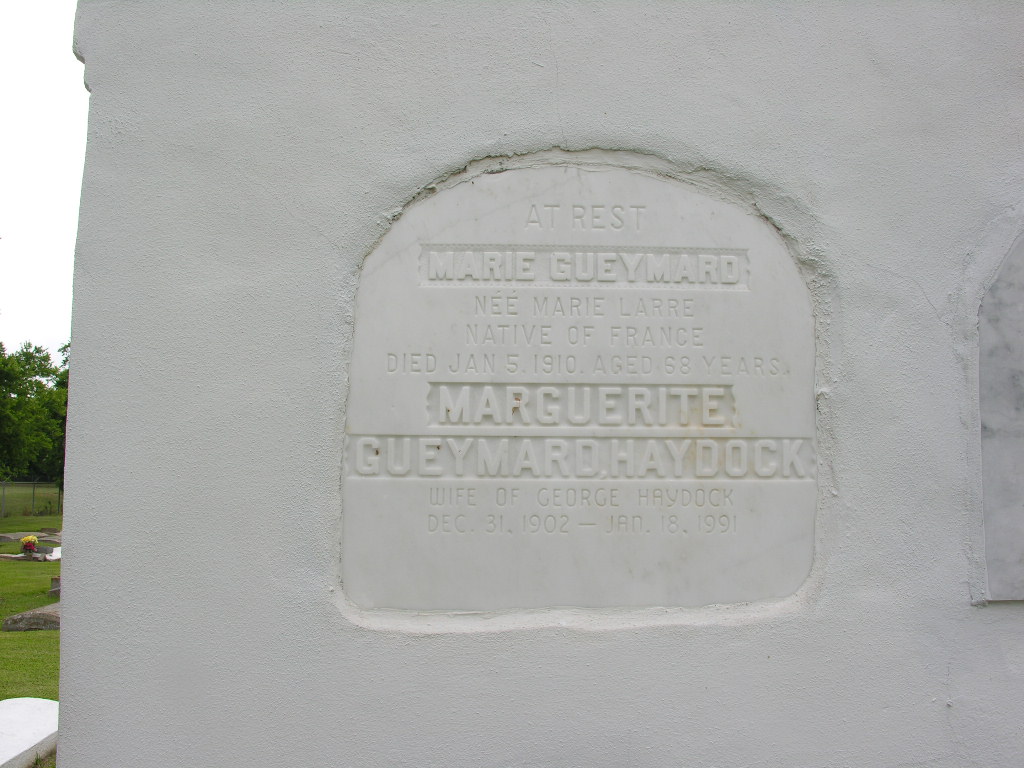 AT REST
MARIE GUEYMARD
NÉÉ MARIE LARRE
NATIVE OF FRANCE
DIED JAN 5, 1910. AGED 68 YEARS.
MARGUERITE
GUEYMARD,HAYDOCK
WIFE OF GEORGE HAYDOCK
DEC. 31, 1902 — JAN. 18, 1991